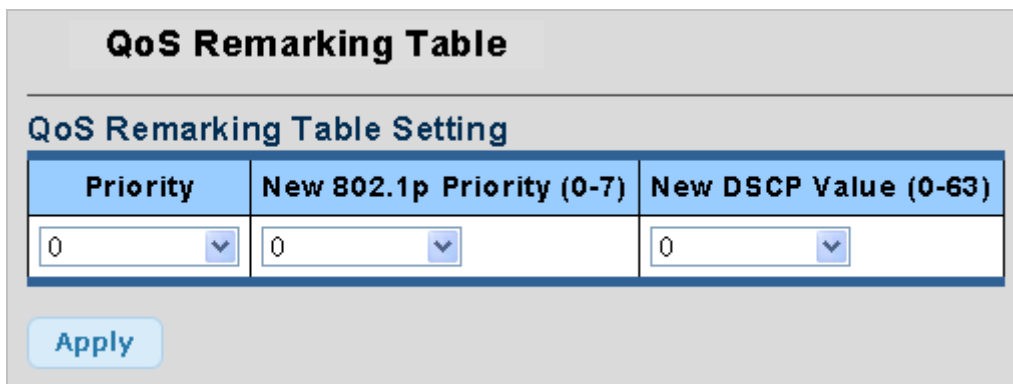 QoS Remarking Table
QoS Remarking Table Setting
Priority New 802.1p Priority (0-7) New DSCP Value (0-63)
0 0 0
Apply